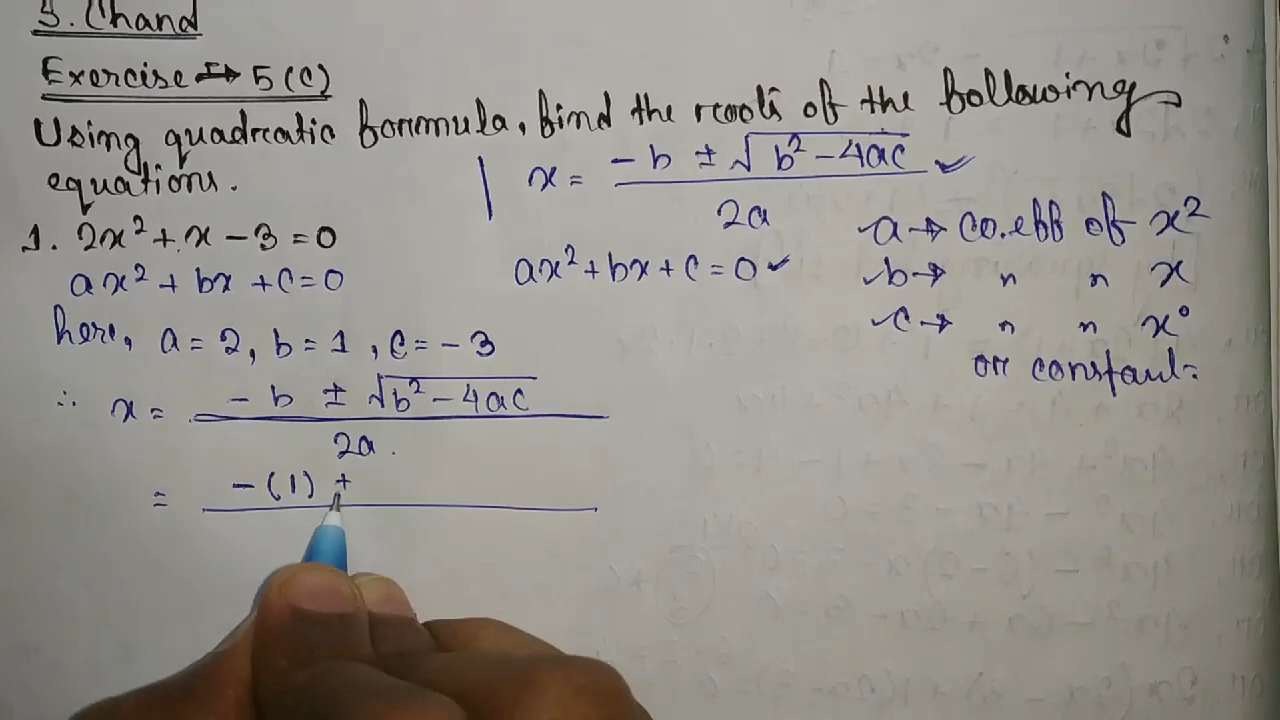 S. Chand
Exercise → 5(C)
Using quadratic formula, find the roots of the following
equations.
x = (-b ± √(b² - 4ac)) / 2a ✓
1. 2x² + x - 3 = 0
ax² + bx + c = 0
ax² + bx + c = 0 ✓
a → co.eff of x²
b → " " x
c → " " x°
or constant.
here, a = 2, b = 1, c = -3
∴ x = (-b ± √(b² - 4ac)) / 2a.
= -(1) +